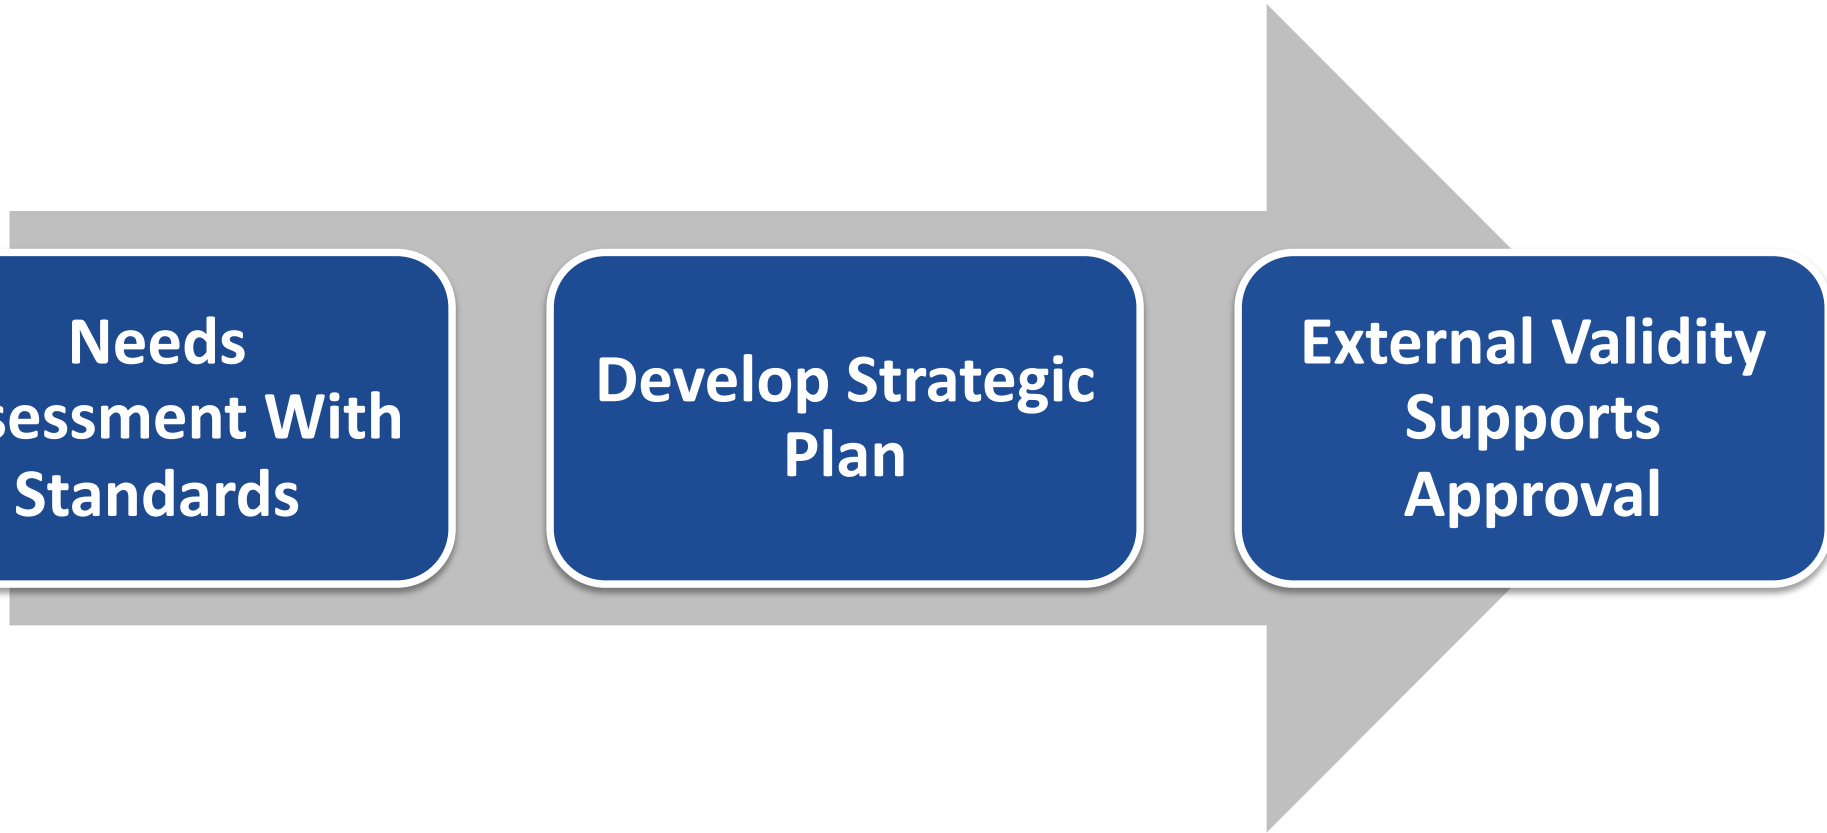 Needs
sessment With
Standards
Develop Strategic
Plan
External Validity
Supports
Approval